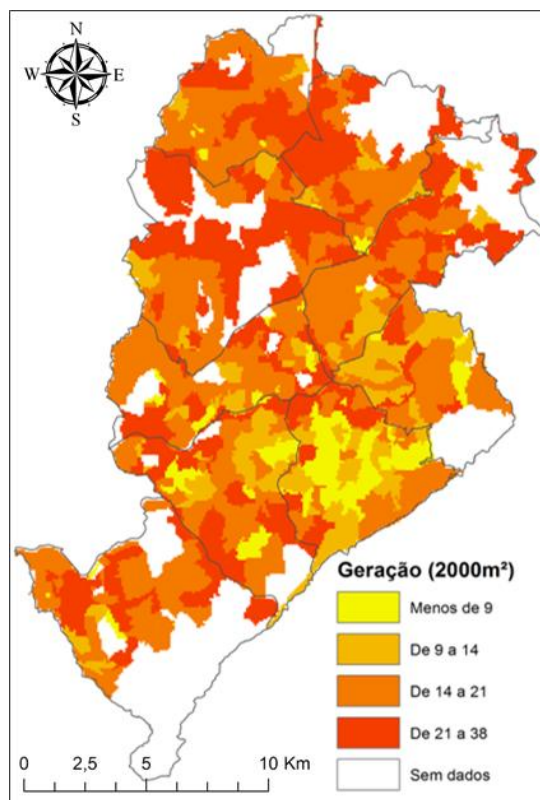 N
W E
S
Geração (2000m²)
Menos de 9
De 9 a 14
De 14 a 21
De 21 a 38
Sem dados
0 2,5 5 10 Km